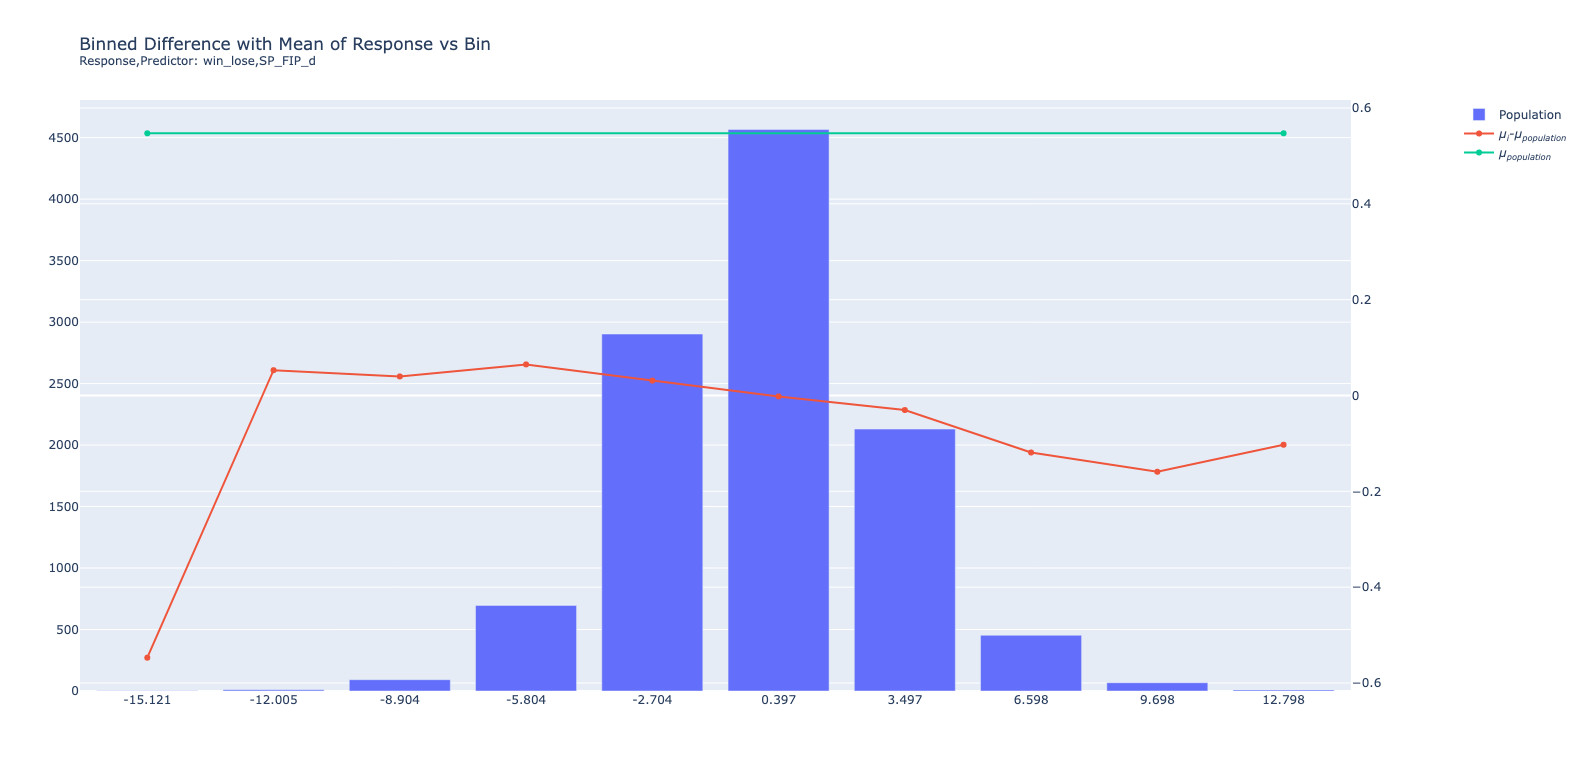 Binned Difference with Mean of Response vs Bin
Response,Predictor: win_lose,SP_FIP_d
4500
4000
3500
3000
2500
2000
1500
1000
500
0
0.6
0.4
0.2
0
−0.2
−0.4
−0.6
-15.121 -12.005 -8.904 -5.804 -2.704 0.397 3.497 6.598 9.698 12.798
Population
μi-μpopulation
μpopulation